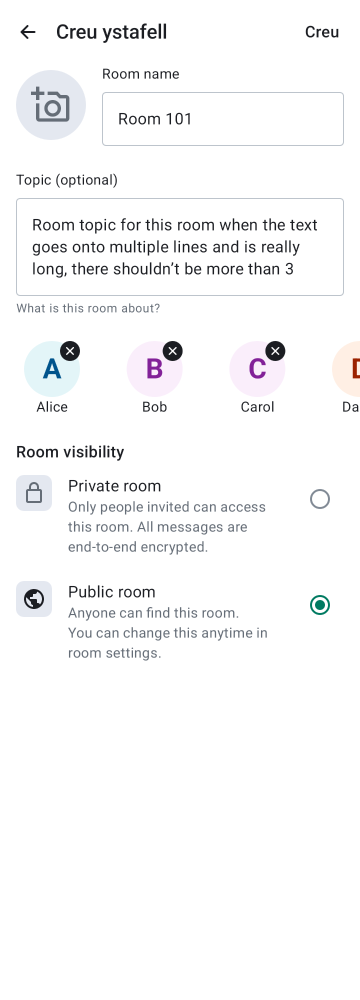 Creu ystafell
Creu
Room name
Room 101
Topic (optional)
Room topic for this room when the text
goes onto multiple lines and is really
long, there shouldn’t be more than 3
What is this room about?
A
B
C
Alice
Bob
Carol
Da
Room visibility
Private room
Only people invited can access
this room. All messages are
end-to-end encrypted.
Public room
Anyone can find this room.
You can change this anytime in
room settings.